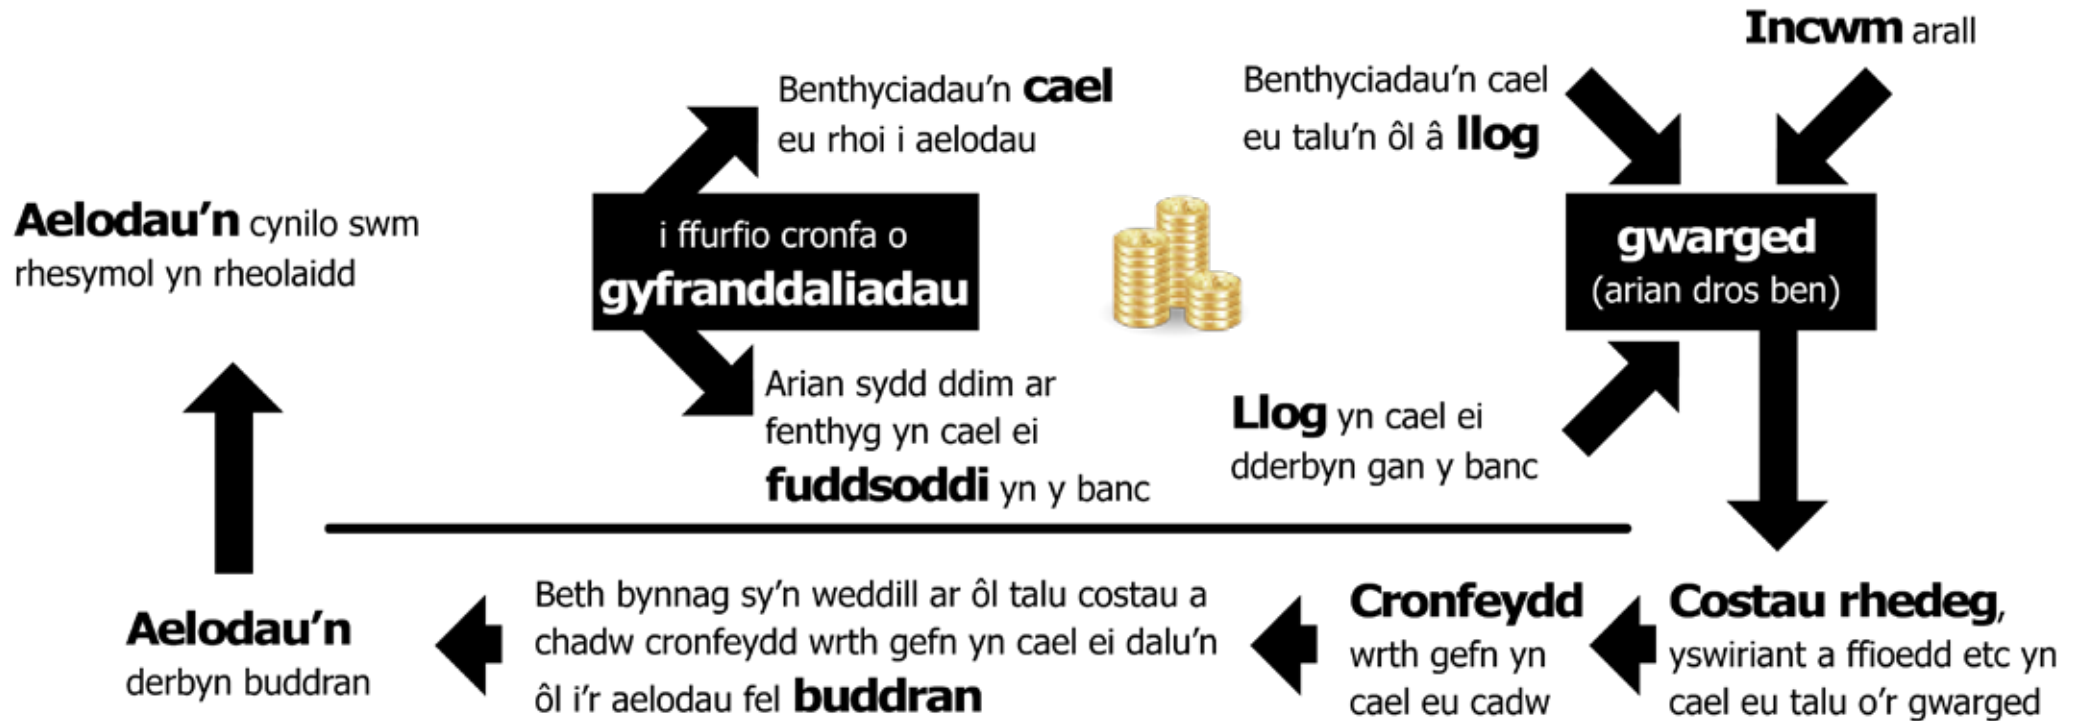 Aelodau'n cynilo swm
rhesymol yn rheolaidd
i ffurfio cronfa o
gyfranddaliadau
Benthyciadau'n cael
eu rhoi i aelodau
Arian sydd ddim ar
fenthyg yn cael ei
fuddsoddi yn y banc
Benthyciadau'n cael
eu talu'n ôl â llog
Incwm arall
Llog yn cael ei
dderbyn gan y banc
gwarged
(arian dros ben)
Costau rhedeg,
yswiriant a ffioedd etc yn
cael eu talu o'r gwarged
Cronfeydd
wrth gefn yn
cael eu cadw
Beth bynnag sy'n weddill ar ôl talu costau a
chadw cronfeydd wrth gefn yn cael ei dalu'n
ôl i'r aelodau fel buddran
Aelodau'n
derbyn buddran